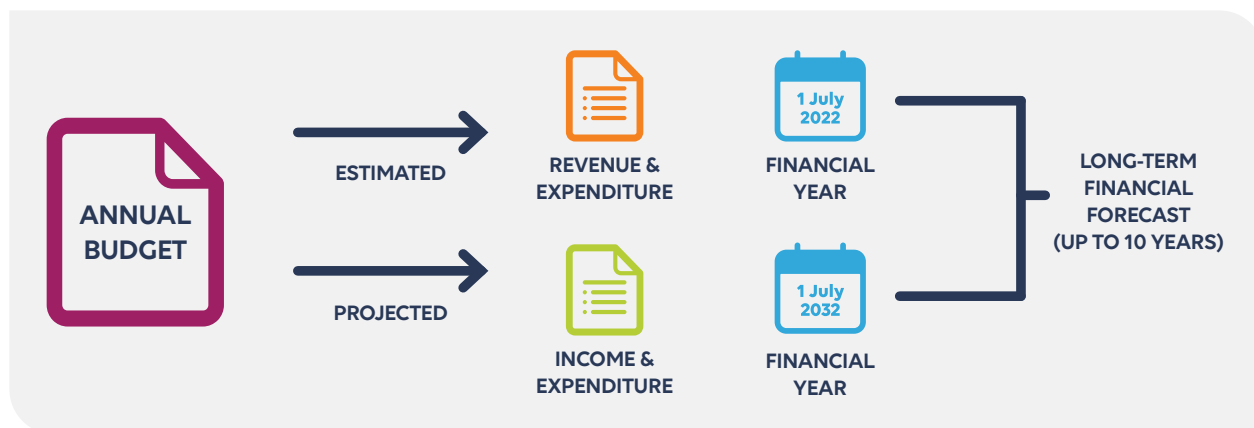 ANNUAL
BUDGET
ESTIMATED
REVENUE &
EXPENDITURE
1 July
2022
FINANCIAL
YEAR
PROJECTED
INCOME &
EXPENDITURE
1 July
2032
FINANCIAL
YEAR
LONG-TERM
FINANCIAL
FORECAST
(UP TO 10 YEARS)